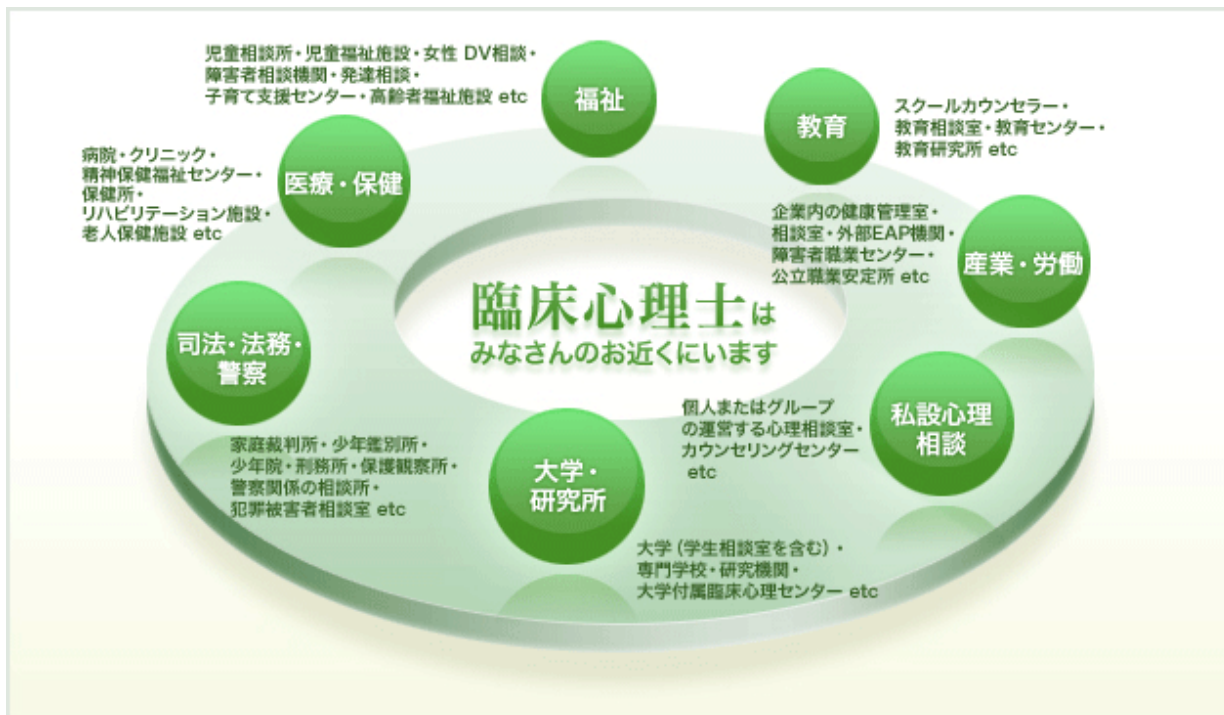 児童相談所・児童福祉施設・女性 DV相談・
障害者相談機関・発達相談・
子育て支援センター・高齢者福祉施設 etc
福祉
教育
スクールカウンセラー・
教育相談室・教育センター・
教育研究所 etc
病院・クリニック・
精神保健福祉センター・
保健所・
リハビリテーション施設・
老人保健施設 etc
医療・保健
企業内の健康管理室・
相談室・外部EAP機関・
障害者職業センター・
公立職業安定所 etc
産業・労働
臨床心理士は
みなさんのお近くにいます
司法・法務・
警察
家庭裁判所・少年鑑別所・
少年院・刑務所・保護観察所・
警察関係の相談所・
犯罪被害者相談室 etc
個人またはグループ
の運営する心理相談室・
カウンセリングセンター
etc
私設心理
相談
大学・
研究所
大学（学生相談室を含む）・
専門学校・研究機関・
大学付属臨床心理センター etc